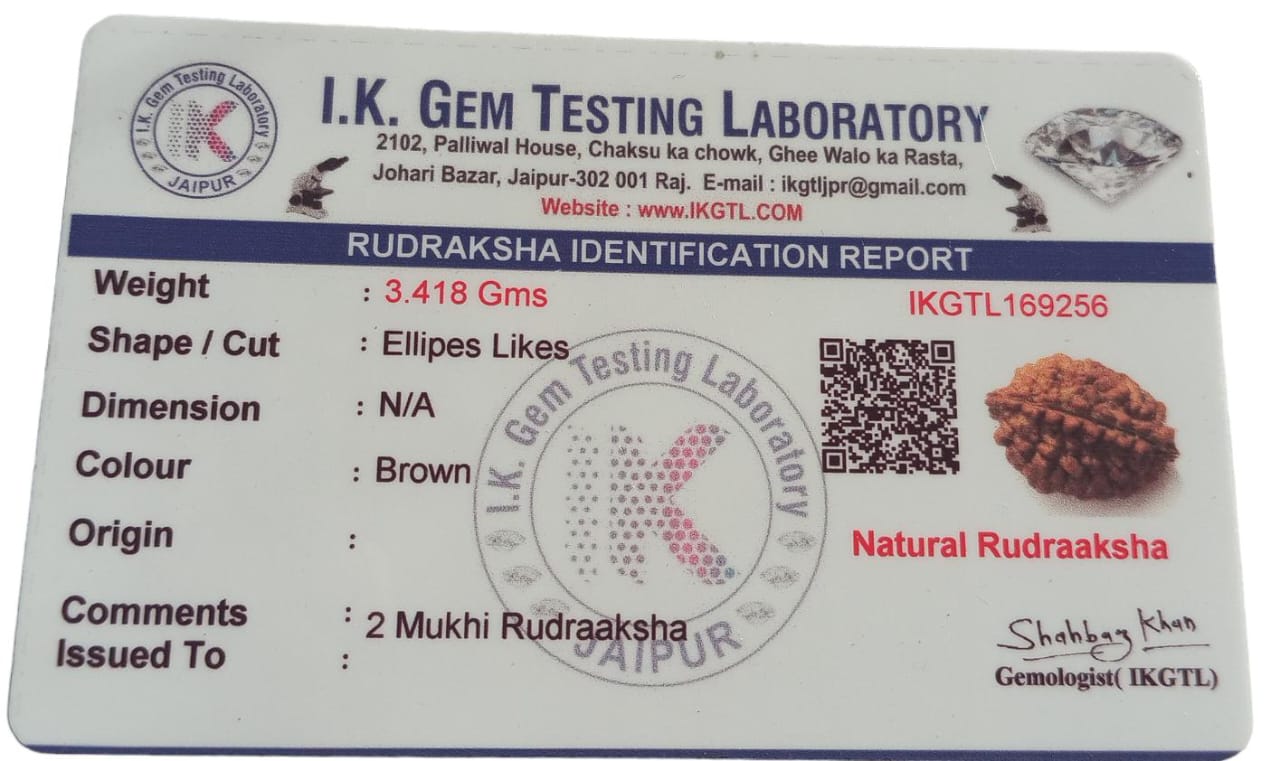 I.K. Gem Testing Laboratory
JAIPUR
I.K. GEM TESTING LABORATORY
2102, Palliwal House, Chaksu ka chowk, Ghee Walo ka Rasta,
Johari Bazar, Jaipur-302 001 Raj. E-mail : ikgtljpr@gmail.com
Website : www.IKGTL.COM
RUDRAKSHA IDENTIFICATION REPORT
Weight : 3.418 Gms
IKGTL169256
Shape / Cut : Ellipes Likes
Dimension : N/A
Colour : Brown
Origin :
Comments : 2 Mukhi Rudraaksha
Issued To :
I.K. Gem Testing Laboratory
IK
JAIPUR
Natural Rudraaksha
Shahbaz Khan
Gemologist( IKGTL)